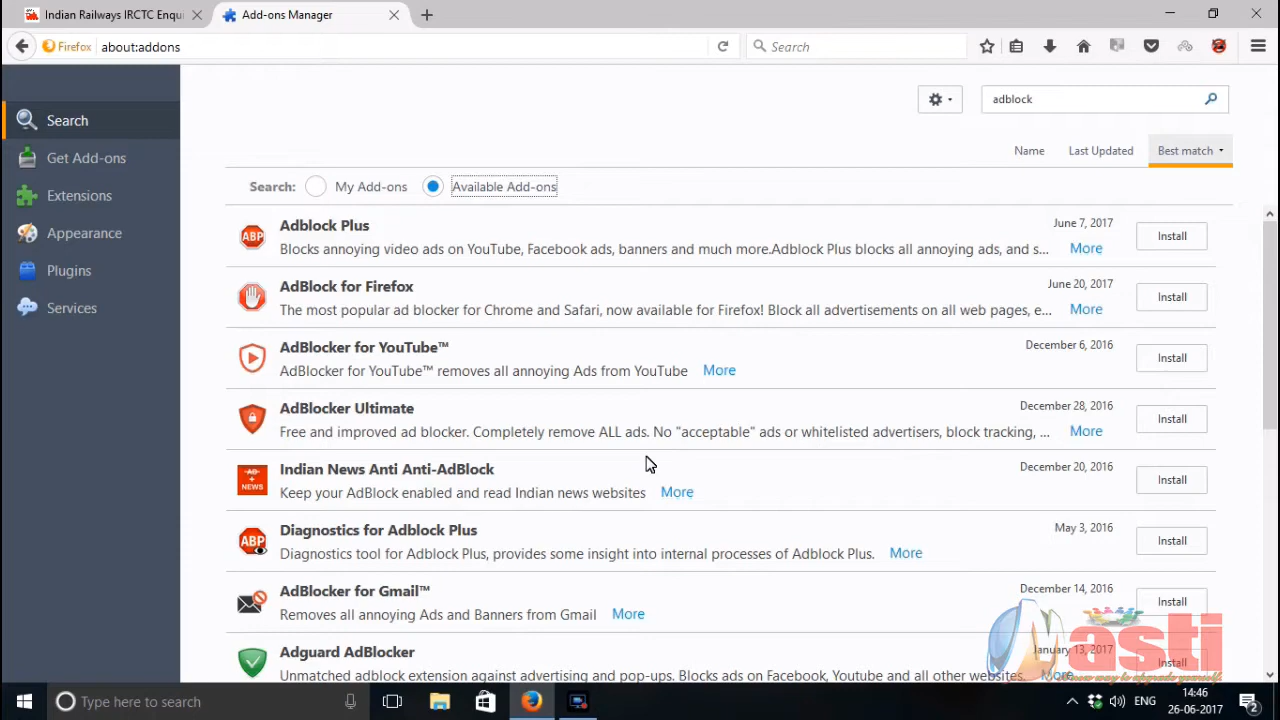 Indian Railways IRCTC Enqui
Add-ons Manager
Firefox
about:addons
Search
adblock
Search
Get Add-ons
Extensions
Appearance
Plugins
Services
Name
Last Updated
Best match
Search:
My Add-ons
Available Add-ons
Adblock Plus
June 7, 2017
Install
Blocks annoying video ads on YouTube, Facebook ads, banners and much more.Adblock Plus blocks all annoying ads, and s...
More
AdBlock for Firefox
June 20, 2017
Install
The most popular ad blocker for Chrome and Safari, now available for Firefox! Block all advertisements on all web pages, e...
More
AdBlocker for YouTube™
December 6, 2016
Install
AdBlocker for YouTube™ removes all annoying Ads from YouTube
More
AdBlocker Ultimate
December 28, 2016
Install
Free and improved ad blocker. Completely remove ALL ads. No "acceptable" ads or whitelisted advertisers, block tracking, ...
More
Indian News Anti Anti-AdBlock
December 20, 2016
Install
Keep your AdBlock enabled and read Indian news websites
More
Diagnostics for Adblock Plus
May 3, 2016
Install
Diagnostics tool for Adblock Plus, provides some insight into internal processes of Adblock Plus.
More
AdBlocker for Gmail™
December 14, 2016
Install
Removes all annoying Ads and Banners from Gmail
More
Adguard AdBlocker
January 13, 2017
Install
Unmatched adblock extension against advertising and pop-ups. Blocks ads on Facebook, Youtube and all other websites.
More
Masti
Type here to search
ENG
14:46
26-06-2017
2